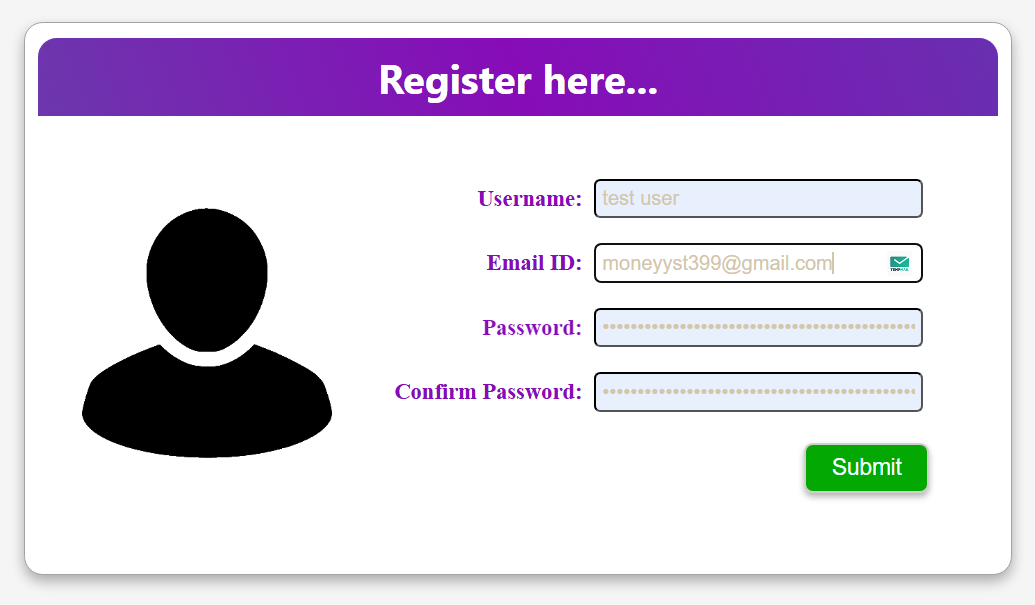 Register here...
Username: test user
Email ID: moneyyst399@gmail.com
Password:
Confirm Password:
Submit